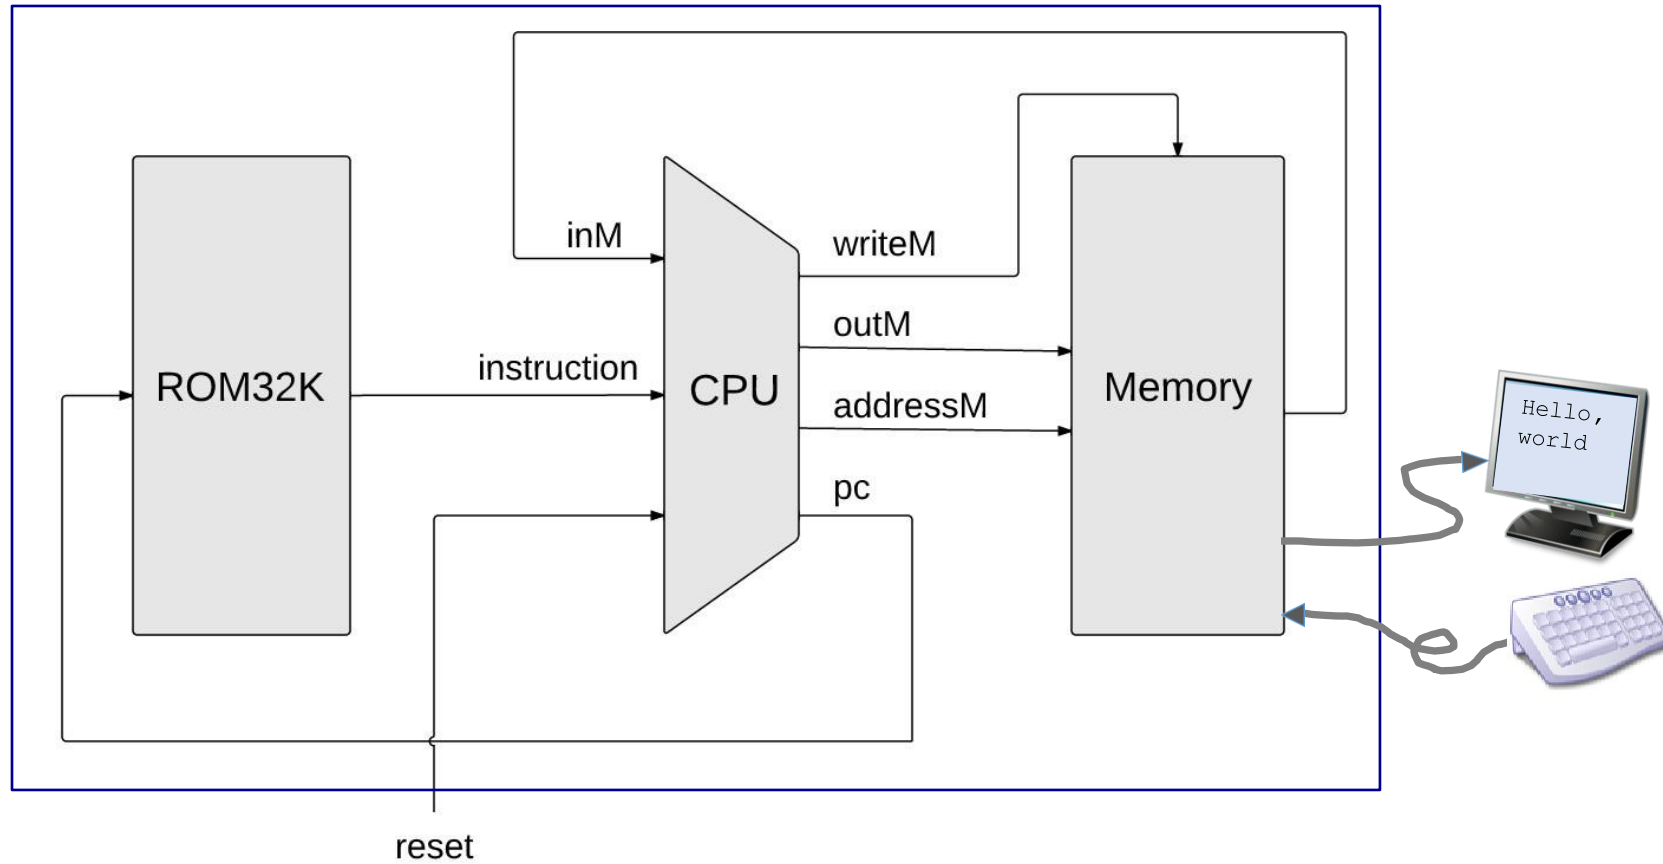 inM
writeM
outM
instruction
ROM32K
CPU
addressM
Memory
Hello,
world
pc
reset